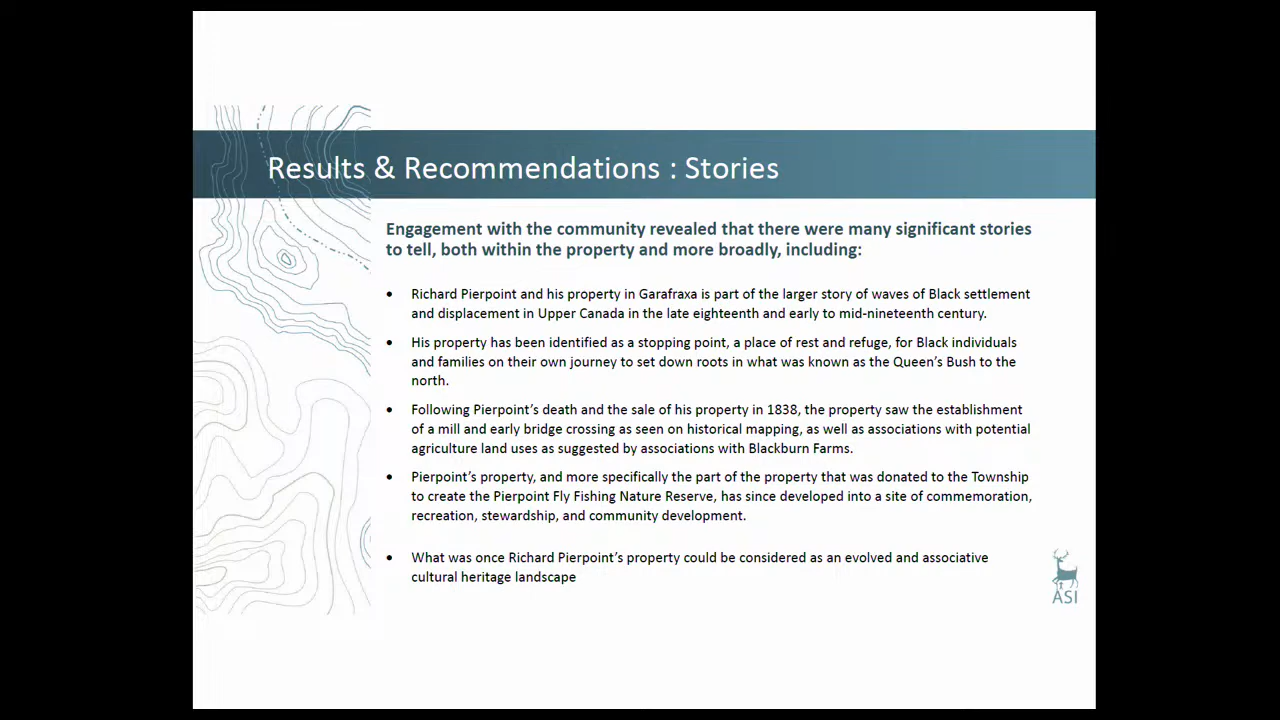 Results & Recommendations : Stories
Engagement with the community revealed that there were many significant stories
to tell, both within the property and more broadly, including:
• Richard Pierpoint and his property in Garafraxa is part of the larger story of waves of Black settlement
and displacement in Upper Canada in the late eighteenth and early to mid-nineteenth century.
• His property has been identified as a stopping point, a place of rest and refuge, for Black individuals
and families on their own journey to set down roots in what was known as the Queen's Bush to the
north.
• Following Pierpoint's death and the sale of his property in 1838, the property saw the establishment
of a mill and early bridge crossing as seen on historical mapping, as well as associations with potential
agriculture land uses as suggested by associations with Blackburn Farms.
• Pierpoint's property, and more specifically the part of the property that was donated to the Township
to create the Pierpoint Fly Fishing Nature Reserve, has since developed into a site of commemoration,
recreation, stewardship, and community development.
• What was once Richard Pierpoint's property could be considered as an evolved and associative
cultural heritage landscape
ASI